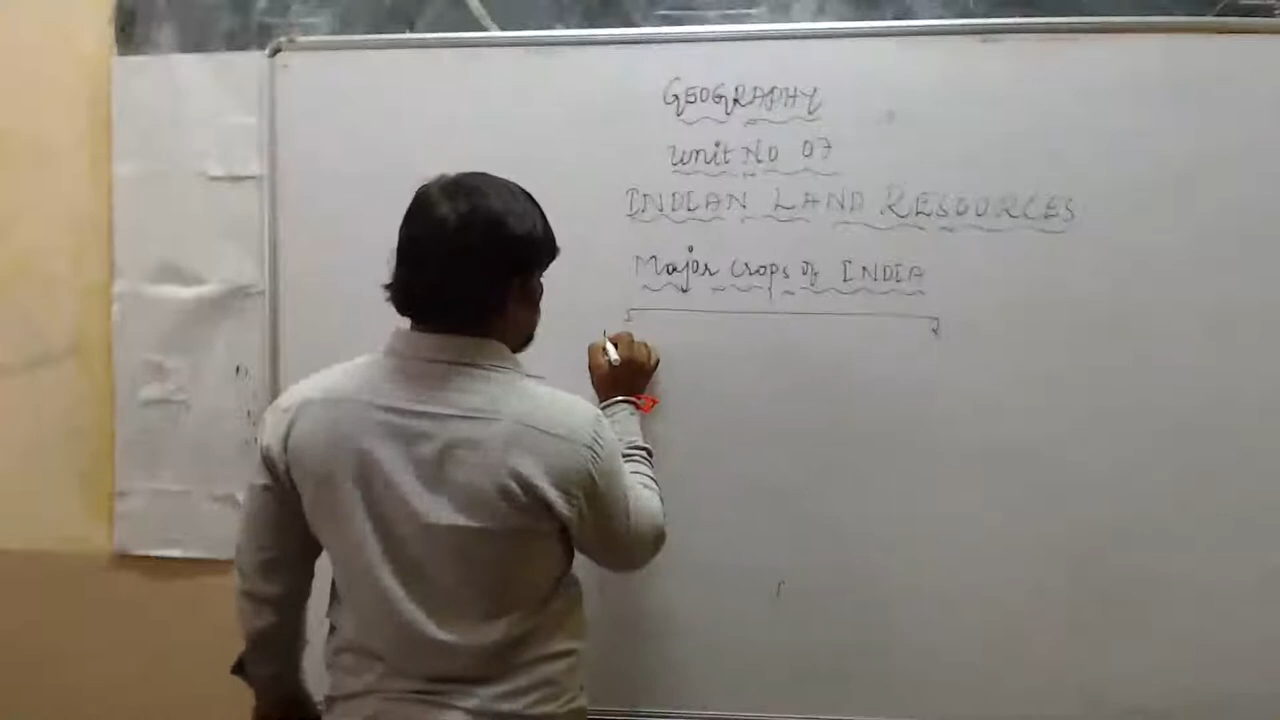 GEOGRAPHY
Unit No 07
INDIAN LAND RESOURCES
Major crops of INDIA